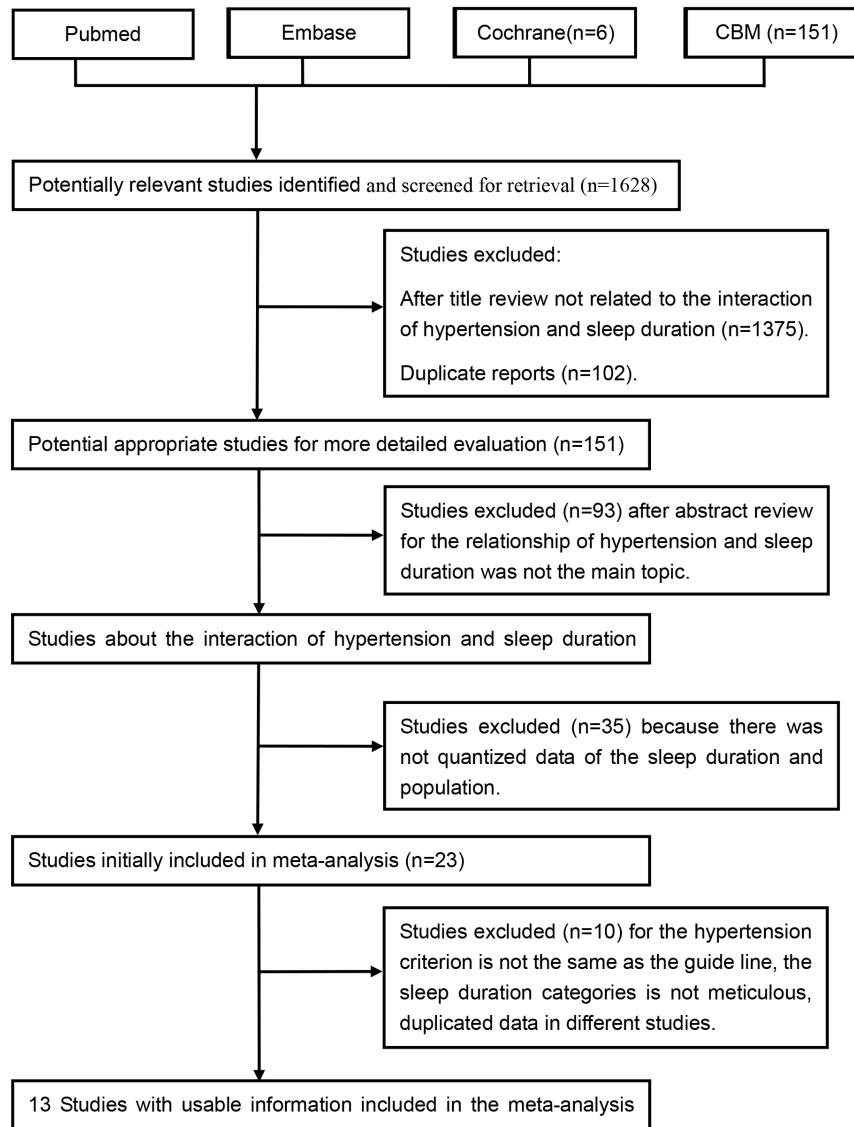 Pubmed
Embase
Cochrane(n=6)
CBM (n=151)
Potentially relevant studies identified and screened for retrieval (n=1628)
Studies excluded:
After title review not related to the interaction
of hypertension and sleep duration (n=1375).
Duplicate reports (n=102).
Potential appropriate studies for more detailed evaluation (n=151)
Studies excluded (n=93) after abstract review
for the relationship of hypertension and sleep
duration was not the main topic.
Studies about the interaction of hypertension and sleep duration
Studies excluded (n=35) because there was
not quantized data of the sleep duration and
population.
Studies initially included in meta-analysis (n=23)
Studies excluded (n=10) for the hypertension
criterion is not the same as the guide line, the
sleep duration categories is not meticulous,
duplicated data in different studies.
13 Studies with usable information included in the meta-analysis